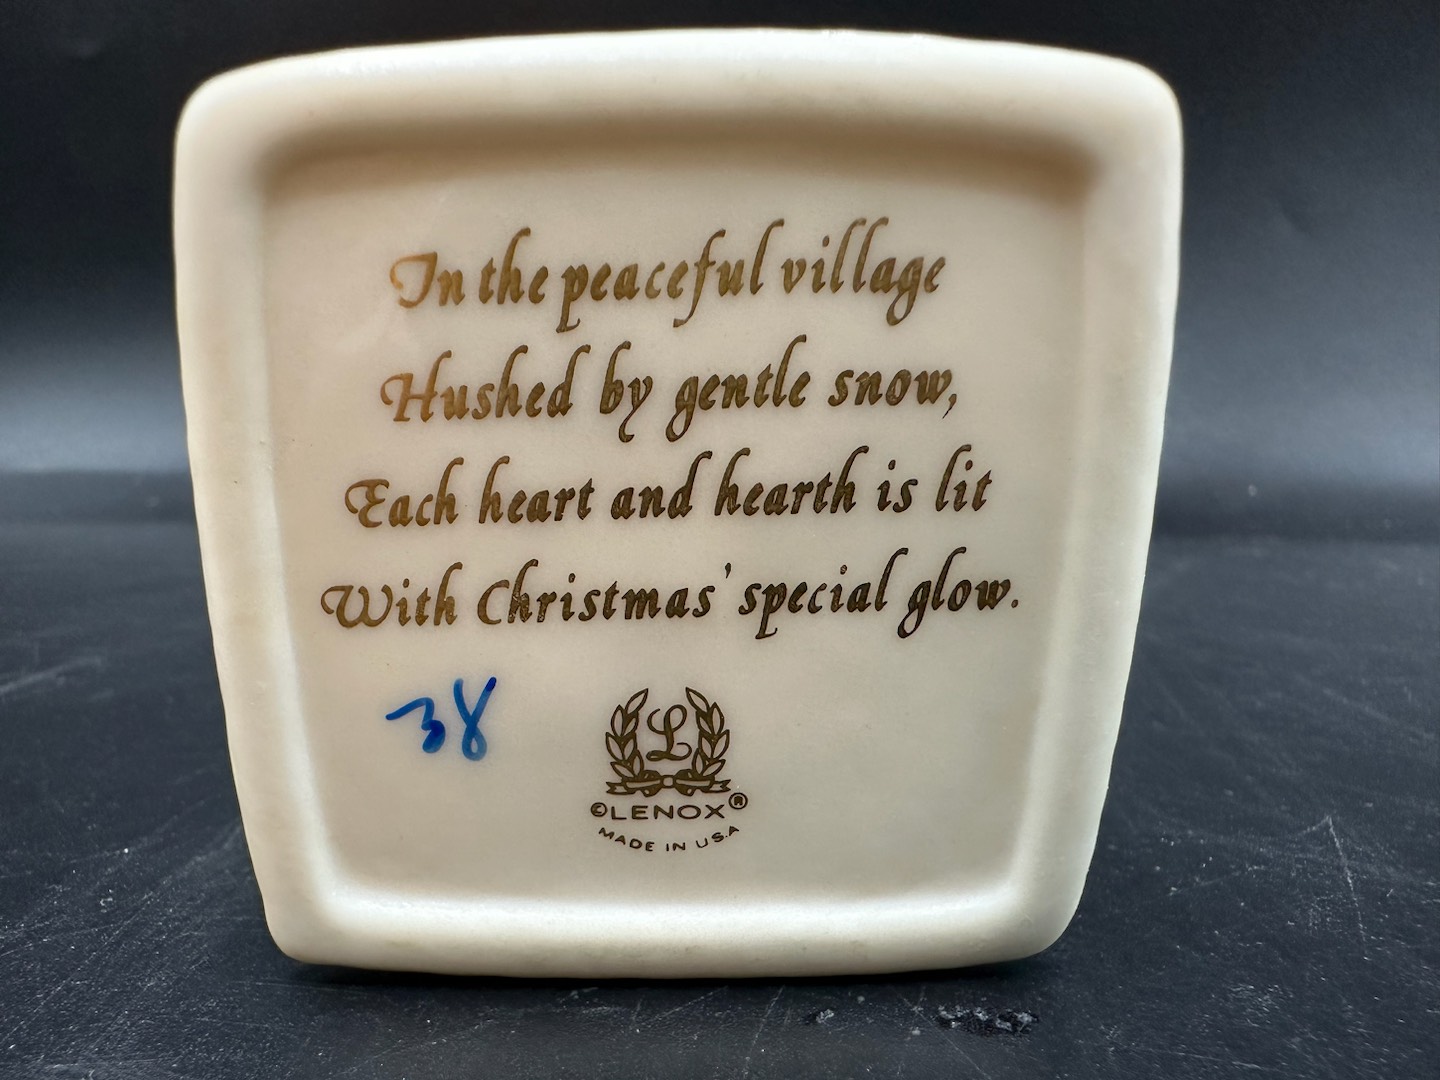 In the peaceful village
Hushed by gentle snow,
Each heart and hearth is lit
With Christmas' special glow.
38
L
©LENOX®
MADE IN U.S.A